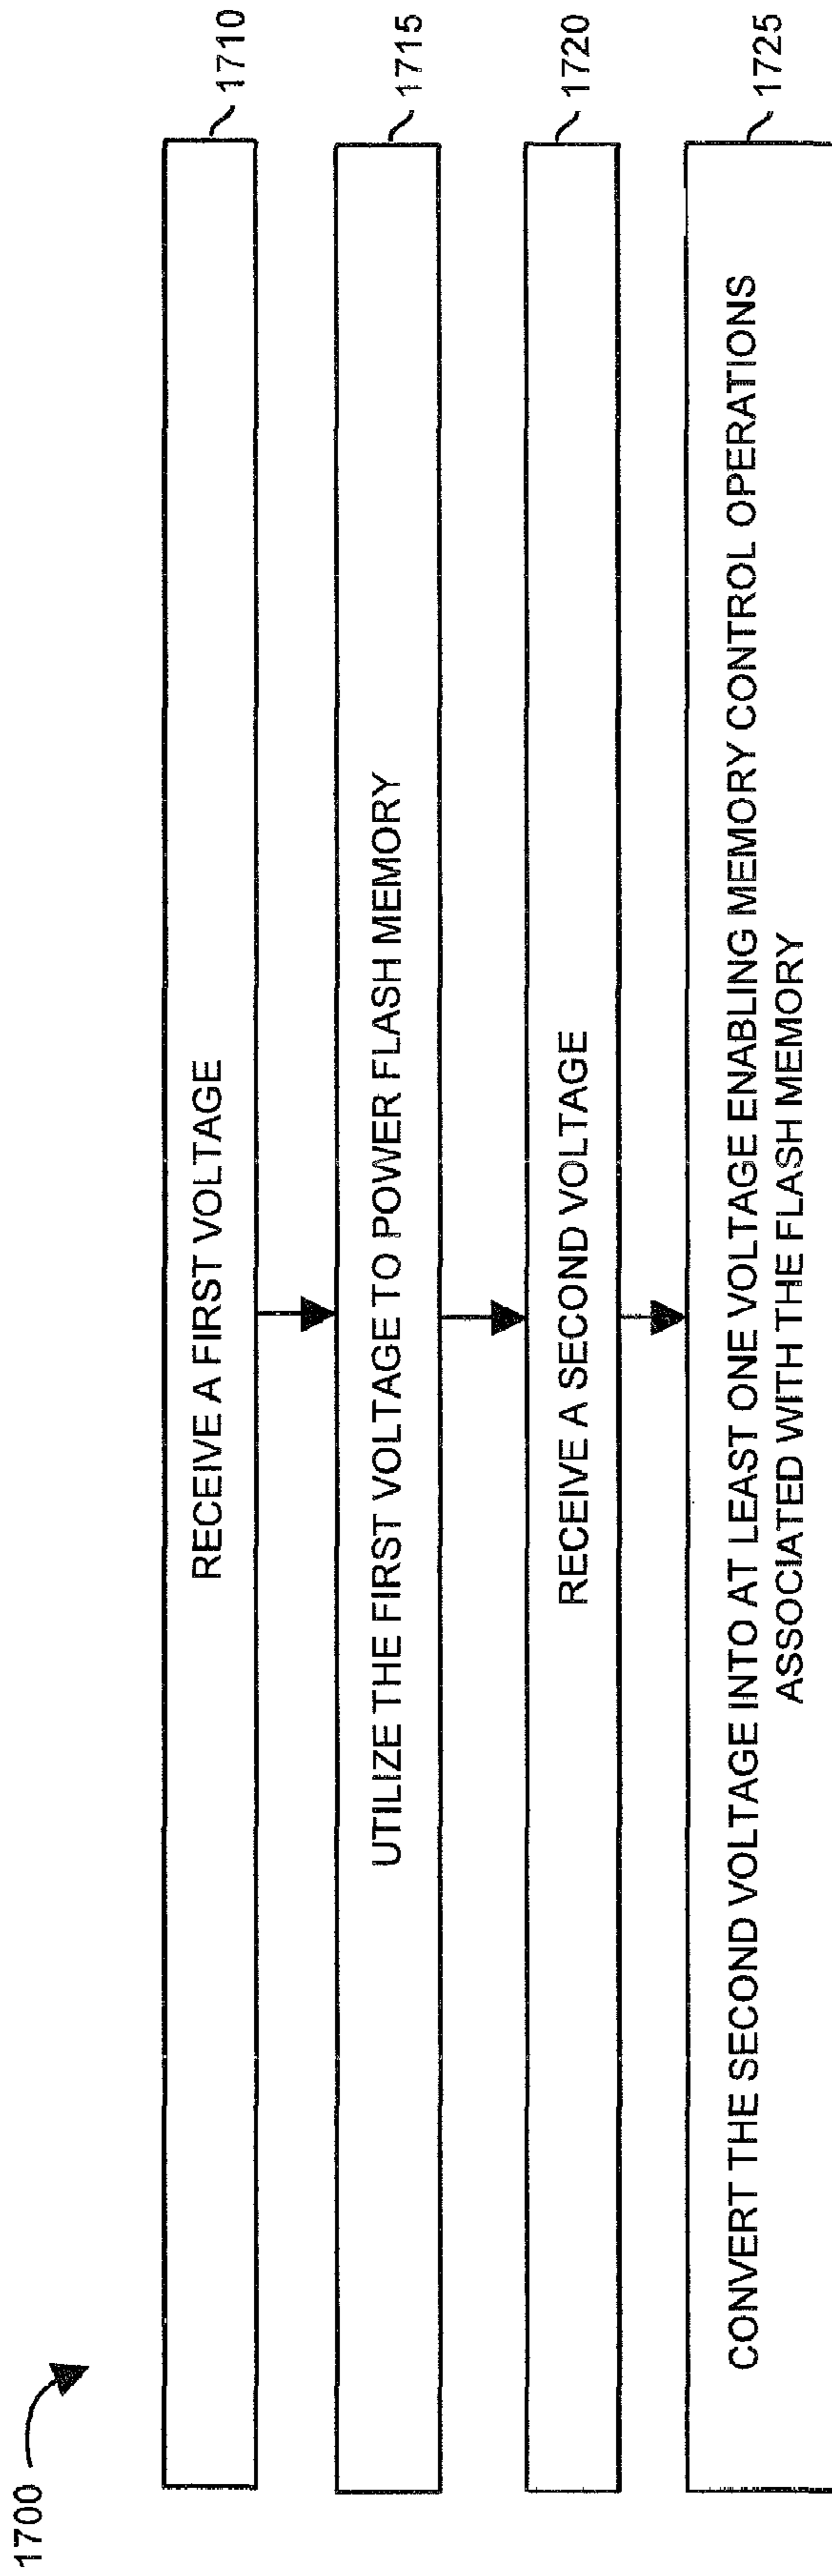 1700
RECEIVE A FIRST VOLTAGE
1710
UTILIZE THE FIRST VOLTAGE TO POWER FLASH MEMORY
1715
RECEIVE A SECOND VOLTAGE
1720
CONVERT THE SECOND VOLTAGE INTO AT LEAST ONE VOLTAGE ENABLING MEMORY CONTROL OPERATIONS
ASSOCIATED WITH THE FLASH MEMORY
1725